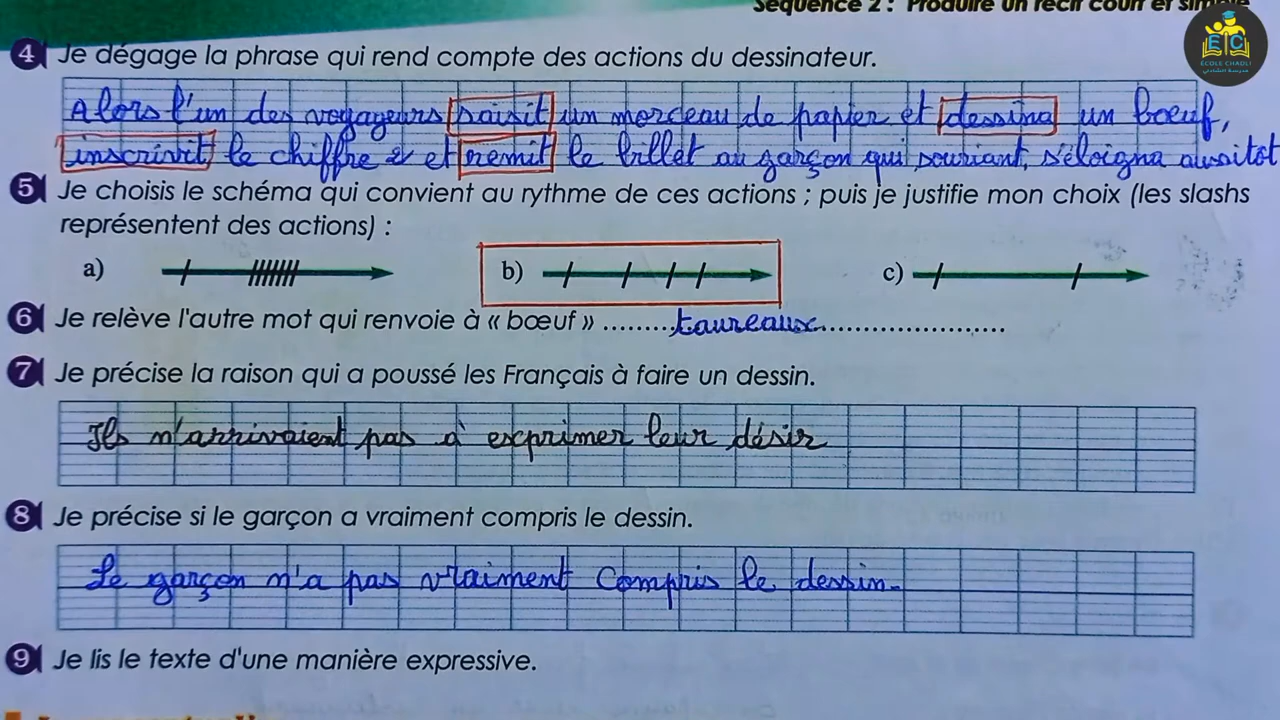 Séquence 2 : Produire un récit court et simple
EC
ÉCOLE CHADLI
مدرسة الشاذلي
4 Je dégage la phrase qui rend compte des actions du dessinateur.
Alors l'un des voyageurs saisit un morceau de papier et dessina un bœuf,
inscrivit le chiffre 2 et remit le billet au garçon qui, souriant, s'éloigna aussitot
5 Je choisis le schéma qui convient au rythme de ces actions ; puis je justifie mon choix (les slashs
représentent des actions) :
a) b) c)
6 Je relève l'autre mot qui renvoie à « bœuf » .........taureaux.........................
7 Je précise la raison qui a poussé les Français à faire un dessin.
Ils n'arrivaient pas à exprimer leur désir
8 Je précise si le garçon a vraiment compris le dessin.
Le garçon n'a pas vraiment compris le dessin.
9 Je lis le texte d'une manière expressive.